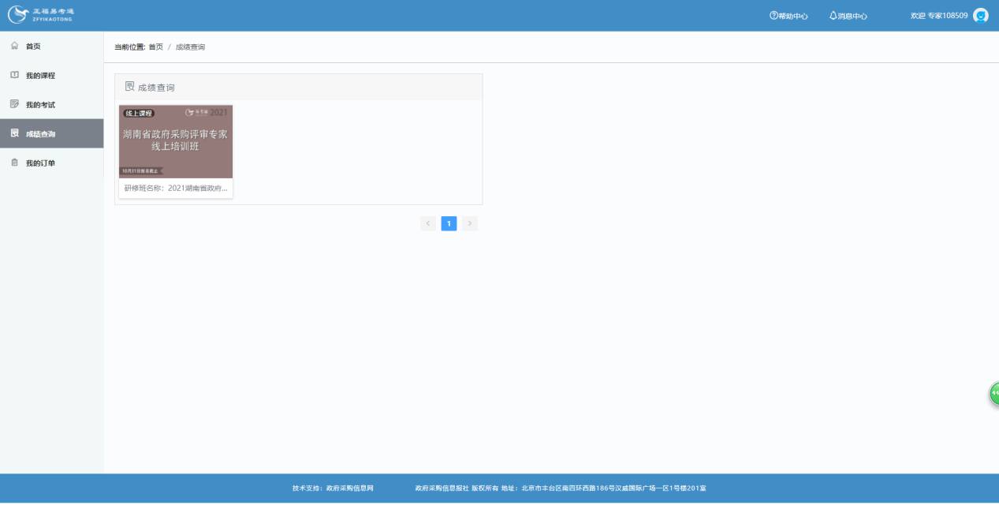 正福易考通
ZFYIKAOTONG
帮助中心
消息中心
欢迎 专家108509
首页
我的课程
我的考试
成绩查询
我的订单
当前位置: 首页 / 成绩查询
成绩查询
线上课程
易考通 2021
湖南省政府采购评审专家
线上培训班
10月31日报名截止
研修班名称：2021湖南省政府...
1
44
技术支持：政府采购信息网
政府采购信息报社 版权所有 地址：北京市丰台区南四环西路186号汉威国际广场一区1号楼201室